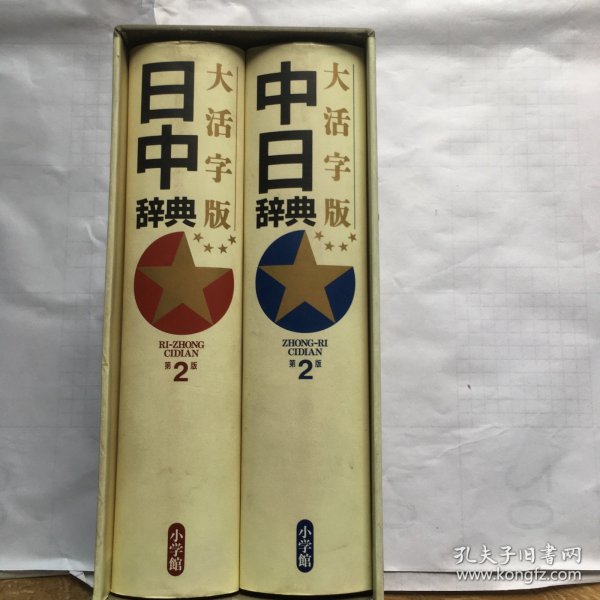 大活字版
日中
辞典
RI-ZHONG
CIDIAN
第2版
小学館
大活字版
中日
辞典
ZHONG-RI
CIDIAN
第2版
小学館
孔夫子旧书网
www.kongfz.com